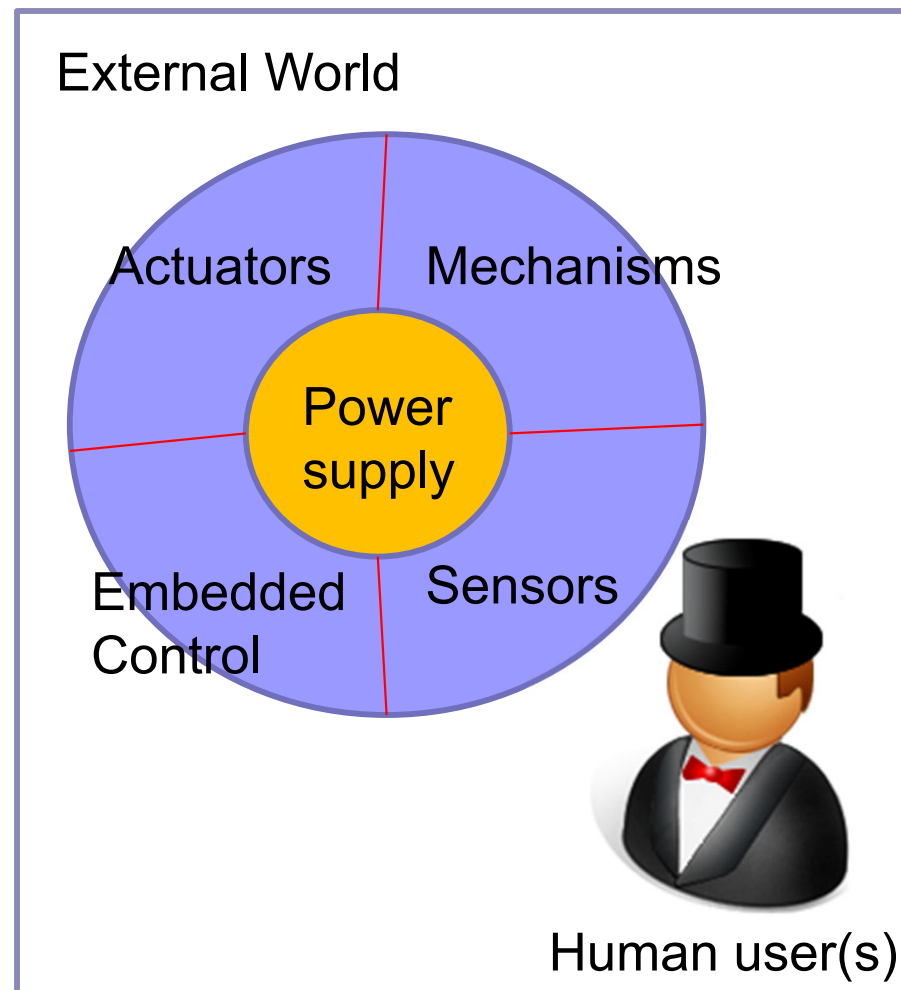 External World
Actuators
Mechanisms
Power
supply
Embedded
Control
Sensors
Human user(s)